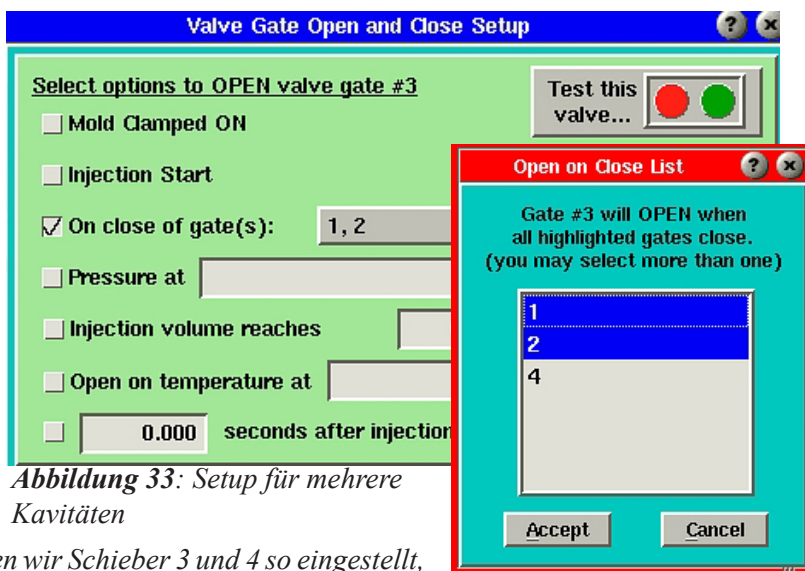 Valve Gate Open and Close Setup
?
×
Select options to OPEN valve gate #3
Test this
valve...
Mold Clamped ON
Injection Start
On close of gate(s): 1, 2
Pressure at
Injection volume reaches
Open on temperature at
0.000 seconds after injection
Open on Close List
?
×
Gate #3 will OPEN when
all highlighted gates close.
(you may select more than one)
1
2
4
Accept Cancel
Abbildung 33: Setup für mehrere
Kavitäten
wir Schieber 3 und 4 so eingestellt,